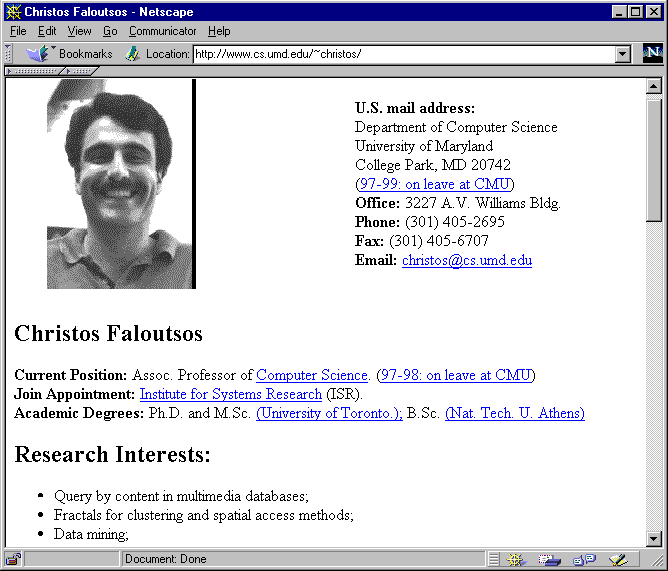 Christos Faloutsos - Netscape
File Edit View Go Communicator Help
Bookmarks Location: http://www.cs.umd.edu/~christos/ N
U.S. mail address:
Department of Computer Science
University of Maryland
College Park, MD 20742
(97-99: on leave at CMU)
Office: 3227 A.V. Williams Bldg.
Phone: (301) 405-2695
Fax: (301) 405-6707
Email: christos@cs.umd.edu
Christos Faloutsos
Current Position: Assoc. Professor of Computer Science. (97-98: on leave at CMU)
Join Appointment: Institute for Systems Research (ISR).
Academic Degrees: Ph.D. and M.Sc. (University of Toronto.); B.Sc. (Nat. Tech. U. Athens)
Research Interests:
• Query by content in multimedia databases;
• Fractals for clustering and spatial access methods;
• Data mining;
Document: Done